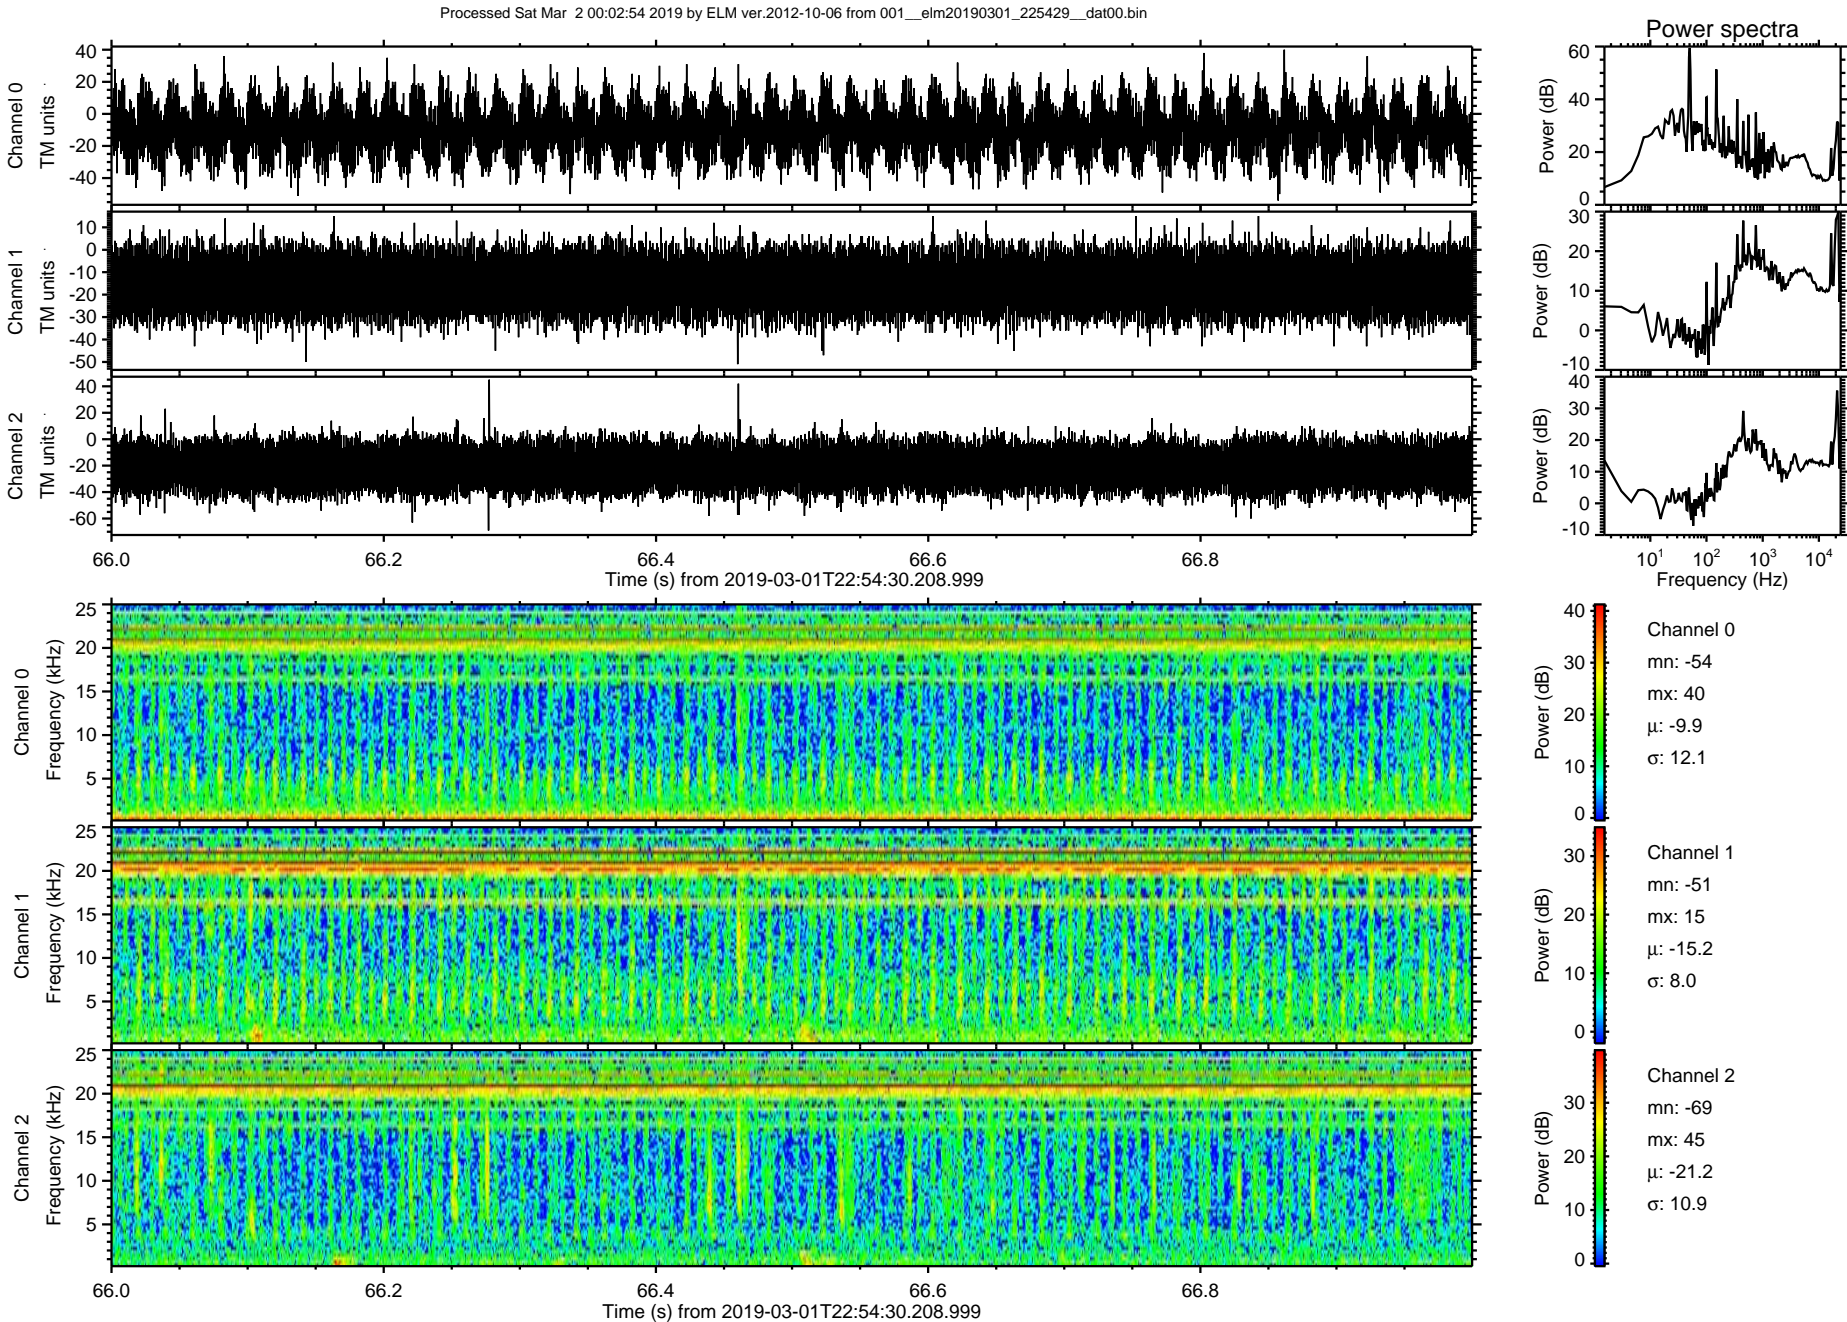 Processed Sat Mar  2 00:02:54 2019 by ELM ver.2012-10-06 from 001__elm20190301_225429__dat00.bin
Power spectra
Channel 0
TM units
40
20
0
-20
-40
Power (dB)
60
40
20
0
Channel 1
TM units
10
0
-10
-20
-30
-40
-50
Power (dB)
30
20
10
0
-10
Channel 2
TM units
40
20
0
-20
-40
-60
Power (dB)
40
30
20
10
0
-10
66.0 66.2 66.4 66.6 66.8
Time (s) from 2019-03-01T22:54:30.208.999
10¹ 10² 10³ 10⁴
Frequency (Hz)
Channel 0
Frequency (kHz)
25
20
15
10
5
Power (dB)
40
30
20
10
0
Channel 0
mn: -54
mx: 40
μ: -9.9
σ: 12.1
Channel 1
Frequency (kHz)
25
20
15
10
5
Power (dB)
30
20
10
0
Channel 1
mn: -51
mx: 15
μ: -15.2
σ: 8.0
Channel 2
Frequency (kHz)
25
20
15
10
5
Power (dB)
30
20
10
0
Channel 2
mn: -69
mx: 45
μ: -21.2
σ: 10.9
66.0 66.2 66.4 66.6 66.8
Time (s) from 2019-03-01T22:54:30.208.999